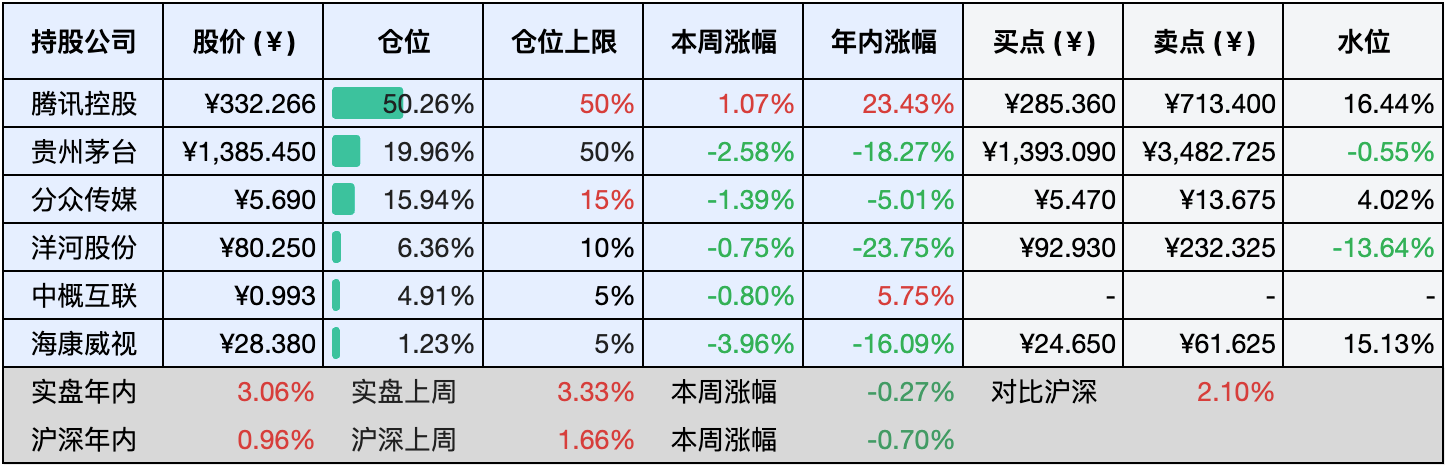 持股公司 股价 (¥) 仓位 仓位上限 本周涨幅 年内涨幅 买点 (¥) 卖点 (¥) 水位
腾讯控股 ¥332.266 50.26% 50% 1.07% 23.43% ¥285.360 ¥713.400 16.44%
贵州茅台 ¥1,385.450 19.96% 50% -2.58% -18.27% ¥1,393.090 ¥3,482.725 -0.55%
分众传媒 ¥5.690 15.94% 15% -1.39% -5.01% ¥5.470 ¥13.675 4.02%
洋河股份 ¥80.250 6.36% 10% -0.75% -23.75% ¥92.930 ¥232.325 -13.64%
中概互联 ¥0.993 4.91% 5% -0.80% 5.75% - - -
海康威视 ¥28.380 1.23% 5% -3.96% -16.09% ¥24.650 ¥61.625 15.13%
实盘年内 3.06% 实盘上周 3.33% 本周涨幅 -0.27% 对比沪深 2.10%
沪深年内 0.96% 沪深上周 1.66% 本周涨幅 -0.70%